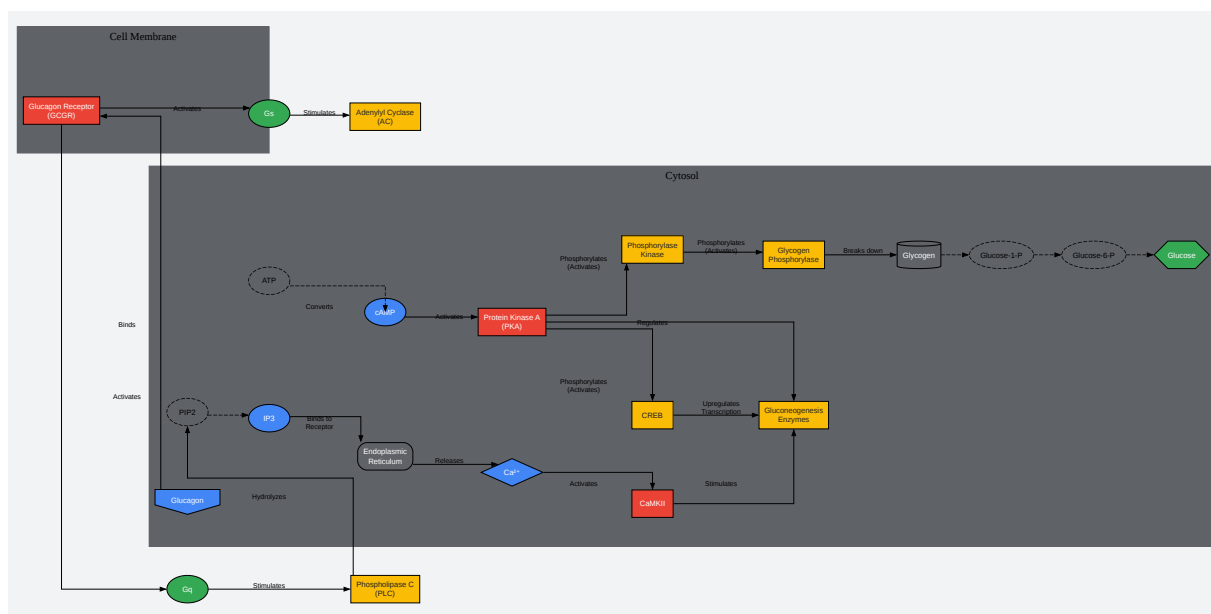 Cell Membrane
Glucagon Receptor
(GCGR)
Activates
Gs
Stimulates
Adenylyl Cyclase
(AC)
Cytosol
Phosphorylates
(Activates)
Phosphorylase
Kinase
Phosphorylates
(Activates)
Glycogen
Phosphorylase
Breaks down
Glycogen
Glucose-1-P
Glucose-6-P
Glucose
ATP
Converts
cAMP
Activates
Protein Kinase A
(PKA)
Regulates
Binds
Activates
Phosphorylates
(Activates)
CREB
Upregulates
Transcription
Gluconeogenesis
Enzymes
PIP2
IP3
Binds to
Receptor
Endoplasmic
Reticulum
Releases
Ca²⁺
Activates
CaMKII
Stimulates
Glucagon
Hydrolyzes
Gq
Stimulates
Phospholipase C
(PLC)